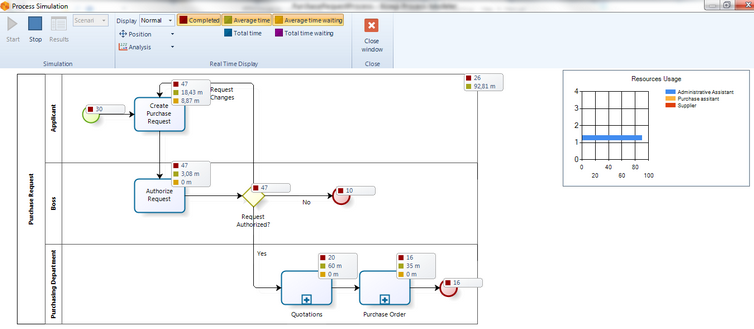 Process Simulation
Start
Stop
Results
Scenari
Simulation
Display
Normal
Position
Analysis
Completed
Average time
Average time waiting
Total time
Total time waiting
Real Time Display
Close window
Close
Purchase Request
Applicant
Boss
Purchasing Department
30
Create
Purchase
Request
47
18,43 m
8,87 m
Request
Changes
26
92,81 m
Authorize
Request
47
3,08 m
0 m
47
Request
Authorized?
No
10
Yes
Quotations
20
60 m
0 m
Purchase Order
16
35 m
0 m
16
Resources Usage
4
3
2
1
0
0
40
80
100
20
60
Administrative Assistant
Purchase assitant
Supplier